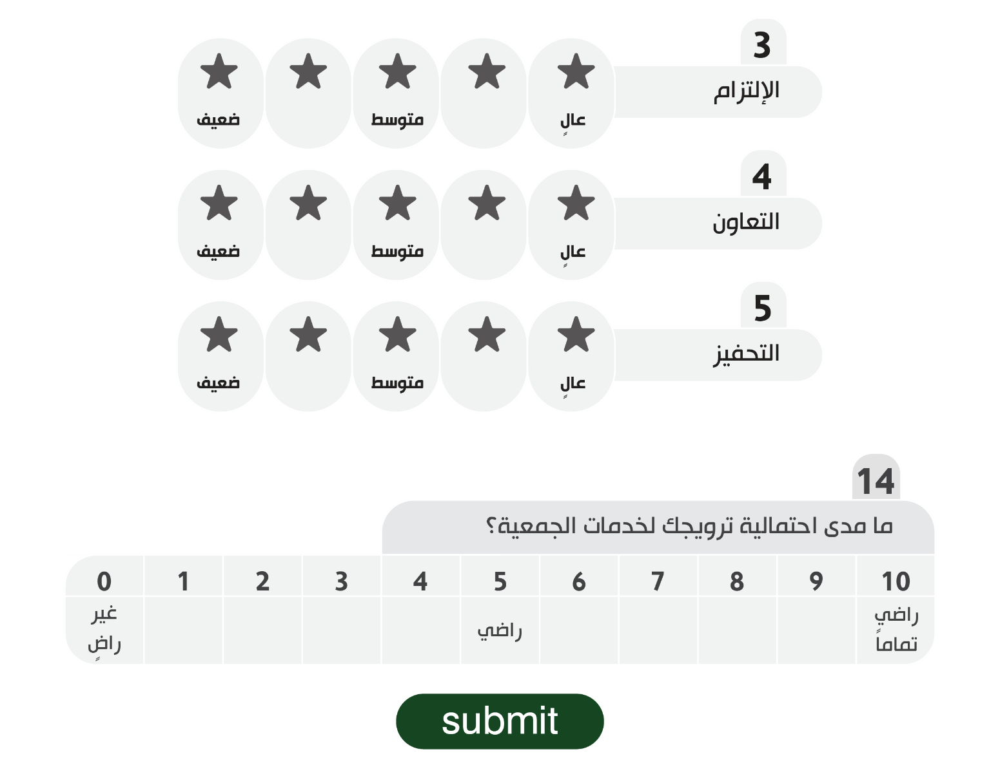 3
الإلتزام
عالٍ متوسط ضعيف
4
التعاون
عالٍ متوسط ضعيف
5
التحفيز
عالٍ متوسط ضعيف
14
ما مدى احتمالية ترويجك لخدمات الجمعية؟
10 9 8 7 6 5 4 3 2 1 0
راضيٍ تماماً راضي غير راضٍ
submit